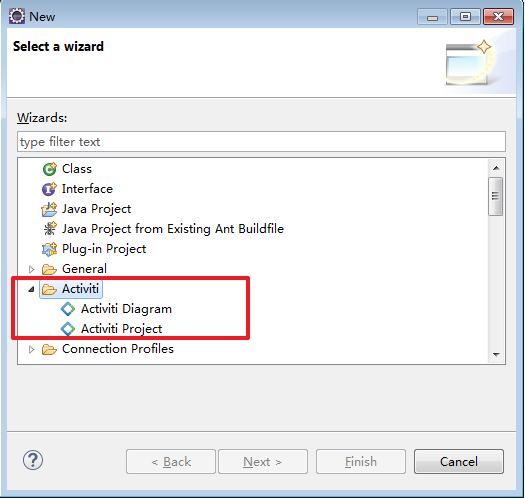 New
Select a wizard
Wizards:
type filter text
Class
Interface
Java Project
Java Project from Existing Ant Buildfile
Plug-in Project
General
Activiti
Activiti Diagram
Activiti Project
Connection Profiles
?
< Back
Next >
Finish
Cancel